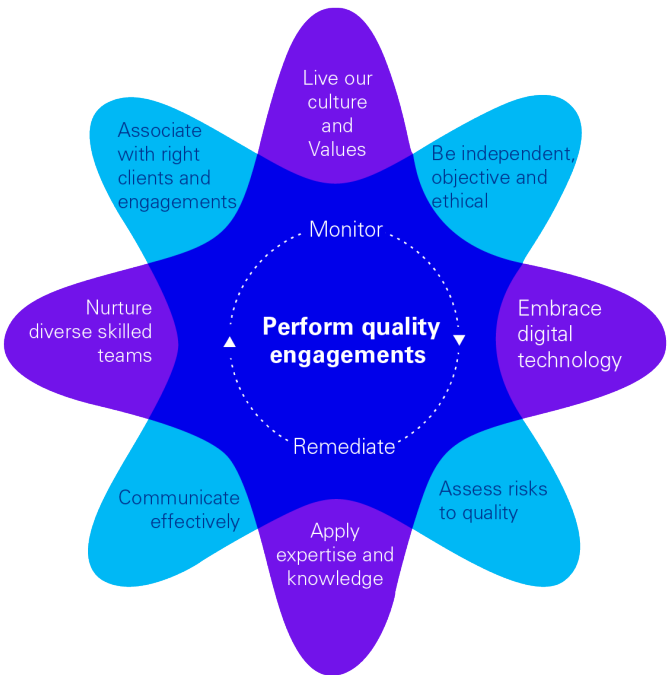 Live our
culture
and
Values
Associate
with right
clients and
engagements
Be independent,
objective and
ethical
Monitor
Nurture
diverse skilled
teams
Perform quality
engagements
Embrace
digital
technology
Remediate
Communicate
effectively
Assess risks
to quality
Apply
expertise and
knowledge